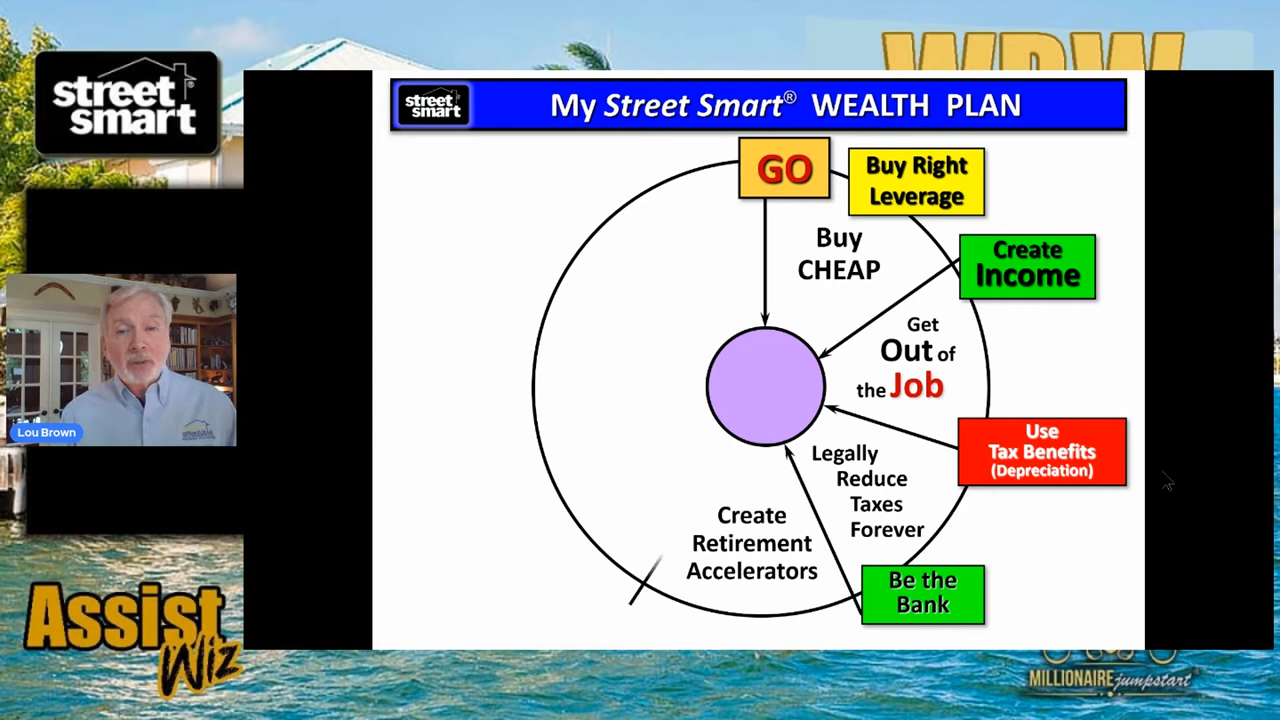 street
smart
WPW
street
smart
My Street Smart® WEALTH PLAN
GO
Buy Right
Leverage
Buy
CHEAP
Create
Income
Get
Out of
the Job
Use
Tax Benefits
(Depreciation)
Legally
Reduce
Taxes
Forever
Create
Retirement
Accelerators
Be the
Bank
Lou Brown
Assist
Wiz
MILLIONAIRE jumpstart